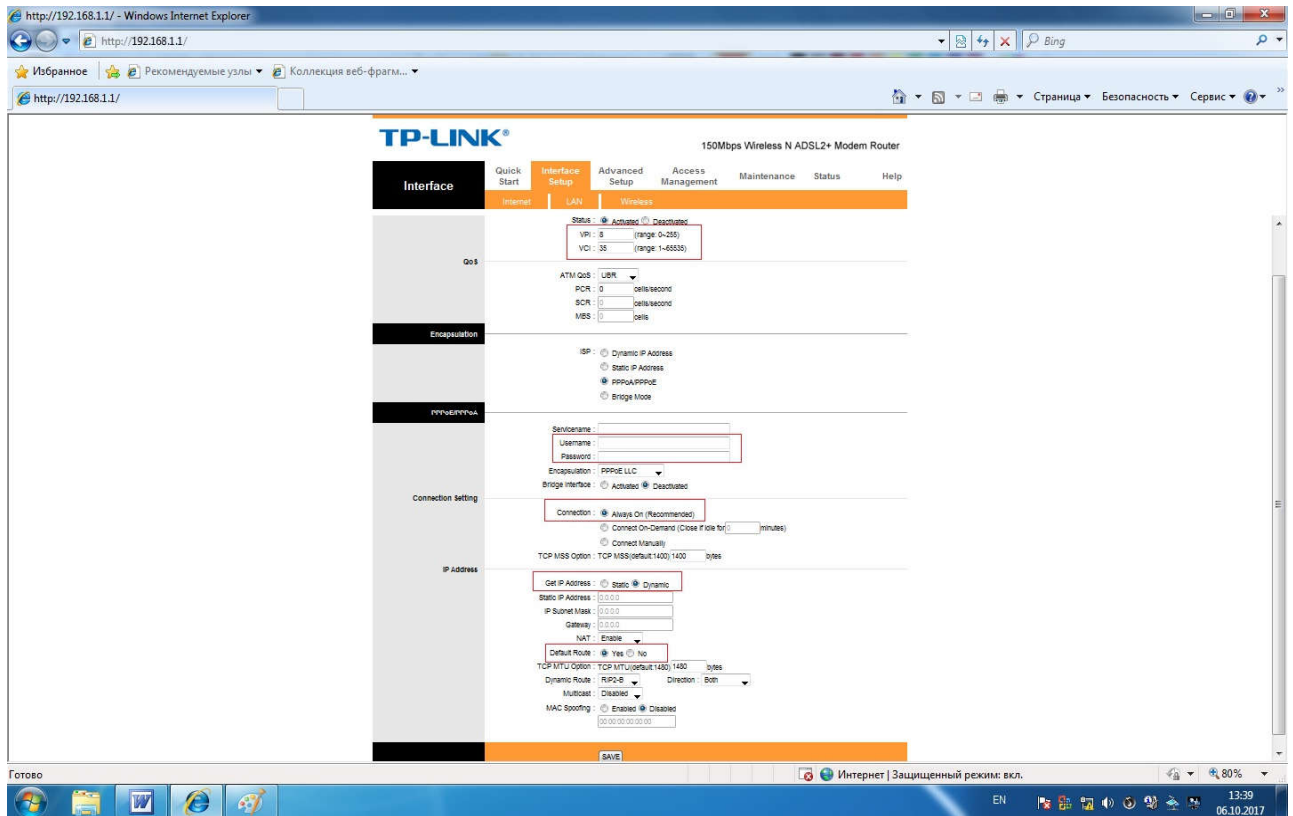 http://192.168.1.1/ - Windows Internet Explorer
http://192.168.1.1/
Bing
Избранное Рекомендуемые узлы Коллекция веб-фрагм...
http://192.168.1.1/ Страница Безопасность Сервис
TP-LINK®
150Mbps Wireless N ADSL2+ Modem Router
Interface
Quick Start Interface Setup Advanced Setup Access Management Maintenance Status Help
Internet LAN Wireless
Status : Activated Deactivated
VPI : 8 (range: 0~255)
VCI : 35 (range: 1~65535)
QoS
ATM QoS : UBR
PCR : 0 cells/second
SCR : 0 cells/second
MBS : 0 cells
Encapsulation
ISP : Dynamic IP Address
Static IP Address
PPPoA/PPPoE
Bridge Mode
PPPoE/PPPoA
Servicename :
Username :
Password :
Encapsulation : PPPoE LLC
Bridge Interface : Activated Deactivated
Connection Setting
Connection : Always On (Recommended)
Connect On-Demand (Close if idle for 0 minutes)
Connect Manually
TCP MSS Option : TCP MSS(default:1400) 1400 bytes
IP Address
Get IP Address : Static Dynamic
Static IP Address : 0.0.0.0
IP Subnet Mask : 0.0.0.0
Gateway : 0.0.0.0
NAT : Enable
Default Route : Yes No
TCP MTU Option : TCP MTU(default:1480) 1480 bytes
Dynamic Route : RIP2-B Direction : Both
Multicast : Disabled
MAC Spoofing : Enabled Disabled
00:00:00:00:00:00
SAVE
Готово Интернет | Защищенный режим: вкл. 80%
EN 13:39
06.10.2017